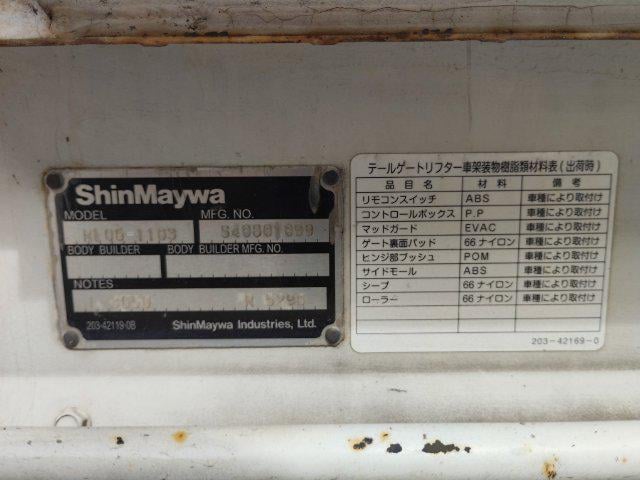 ShinMaywa
MODEL
MFG. NO.
BODY BUILDER
BODY BUILDER MFG. NO.
NOTES
203-42119-0B
ShinMaywa Industries, Ltd.
テールゲートリフター車架装物樹脂類材料表(出荷時)
品目名 材料 備考
リモコンスイッチ ABS 車種により取付け
コントロールボックス P.P 車種により取付け
マッドガード EVAC 車種により取付け
ゲート裏面パッド 66ナイロン 車種により取付け
ヒンジ部ブッシュ POM 車種により取付け
サイドモール ABS 車種により取付け
シーブ 66ナイロン 車種により取付け
ローラー 66ナイロン 車種により取付け
203-42169-0